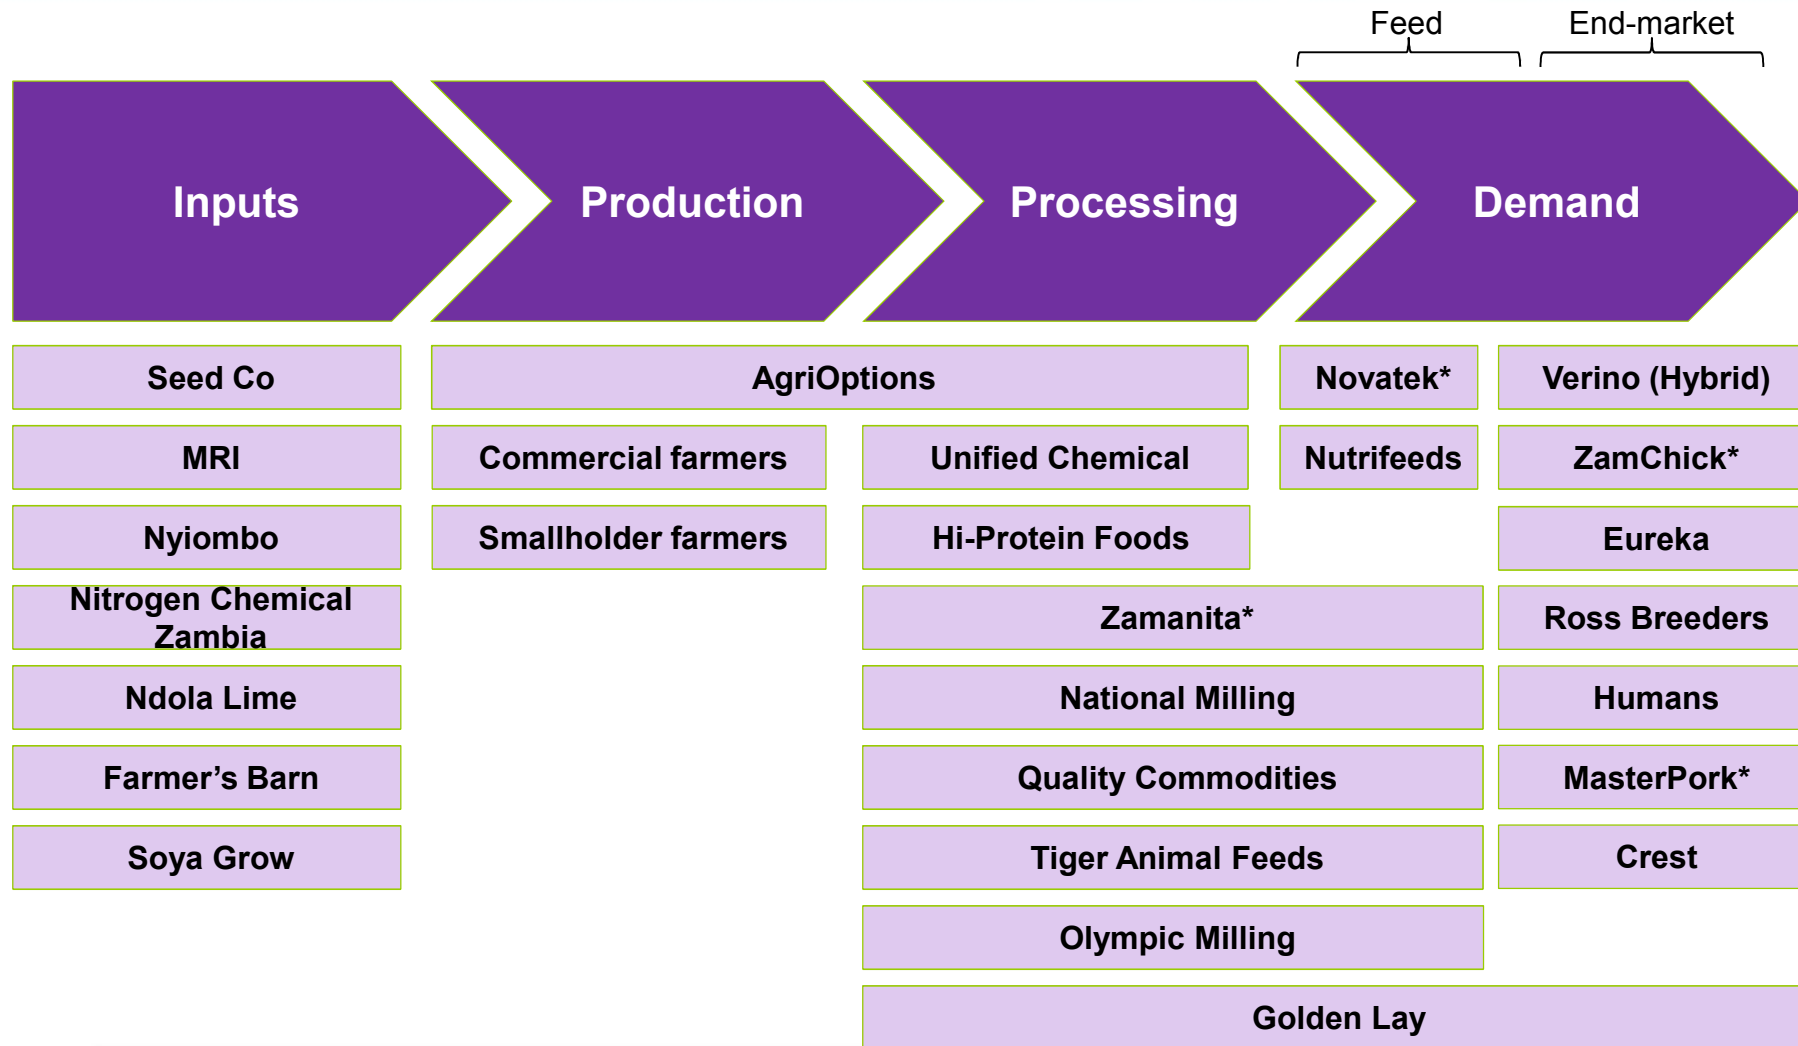 Feed
End-market
Inputs
Production
Processing
Demand
Seed Co
AgriOptions
Novatek*
Verino (Hybrid)
MRI
Commercial farmers
Unified Chemical
Nutrifeeds
ZamChick*
Nyiombo
Smallholder farmers
Hi-Protein Foods
Eureka
Nitrogen Chemical
Zambia
Zamanita*
Ross Breeders
Ndola Lime
National Milling
Humans
Farmer’s Barn
Quality Commodities
MasterPork*
Soya Grow
Tiger Animal Feeds
Crest
Olympic Milling
Golden Lay